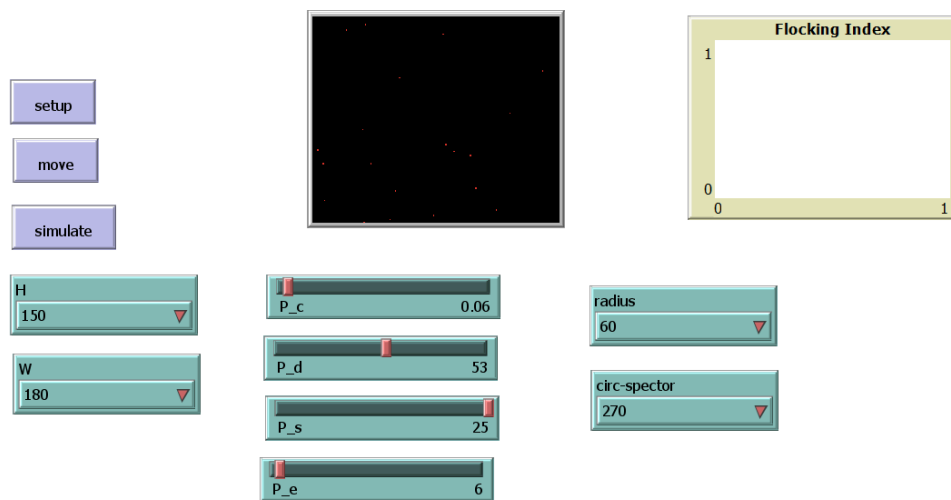 Flocking Index
1
0
0
1
setup
move
simulate
H
150
W
180
P_c 0.06
P_d 53
P_s 25
P_e 6
radius
60
circ-spector
270